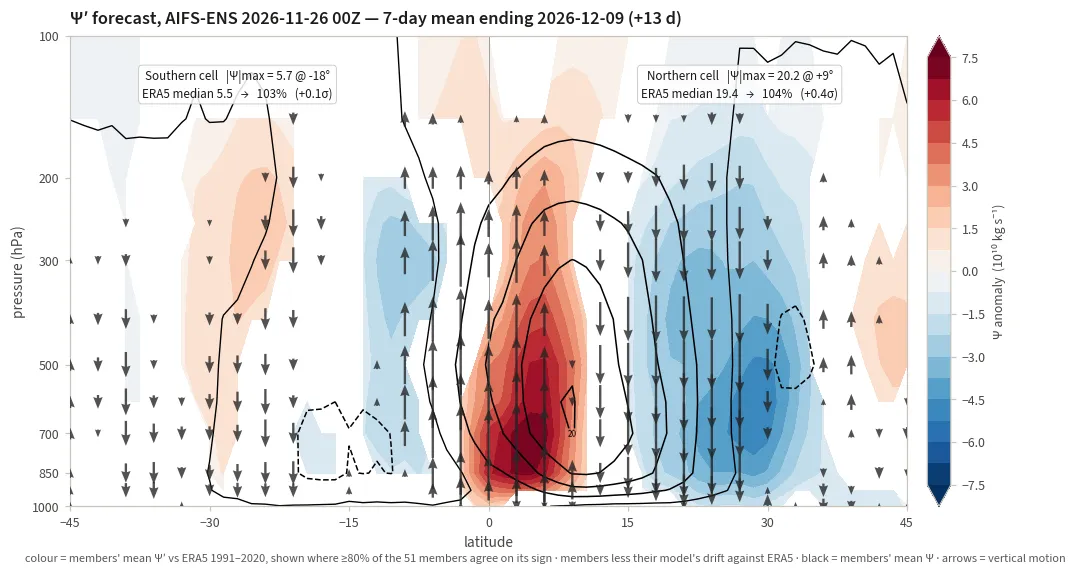 Ψ′ forecast, AIFS-ENS 2026-11-26 00Z — 7-day mean ending 2026-12-09 (+13 d)
Southern cell |Ψ|max = 5.7 @ -18°
ERA5 median 5.5 → 103% (+0.1σ)
Northern cell |Ψ|max = 20.2 @ +9°
ERA5 median 19.4 → 104% (+0.4σ)
pressure (hPa)
100
200
300
500
700
850
1000
20
−45
−30
−15
0
15
30
45
latitude
7.5
6.0
4.5
3.0
1.5
0.0
−1.5
−3.0
−4.5
−6.0
−7.5
Ψ anomaly (10¹⁰ kg s⁻¹)
colour = members' mean Ψ′ vs ERA5 1991–2020, shown where ≥80% of the 51 members agree on its sign · members less their model's drift against ERA5 · black = members' mean Ψ · arrows = vertical motion